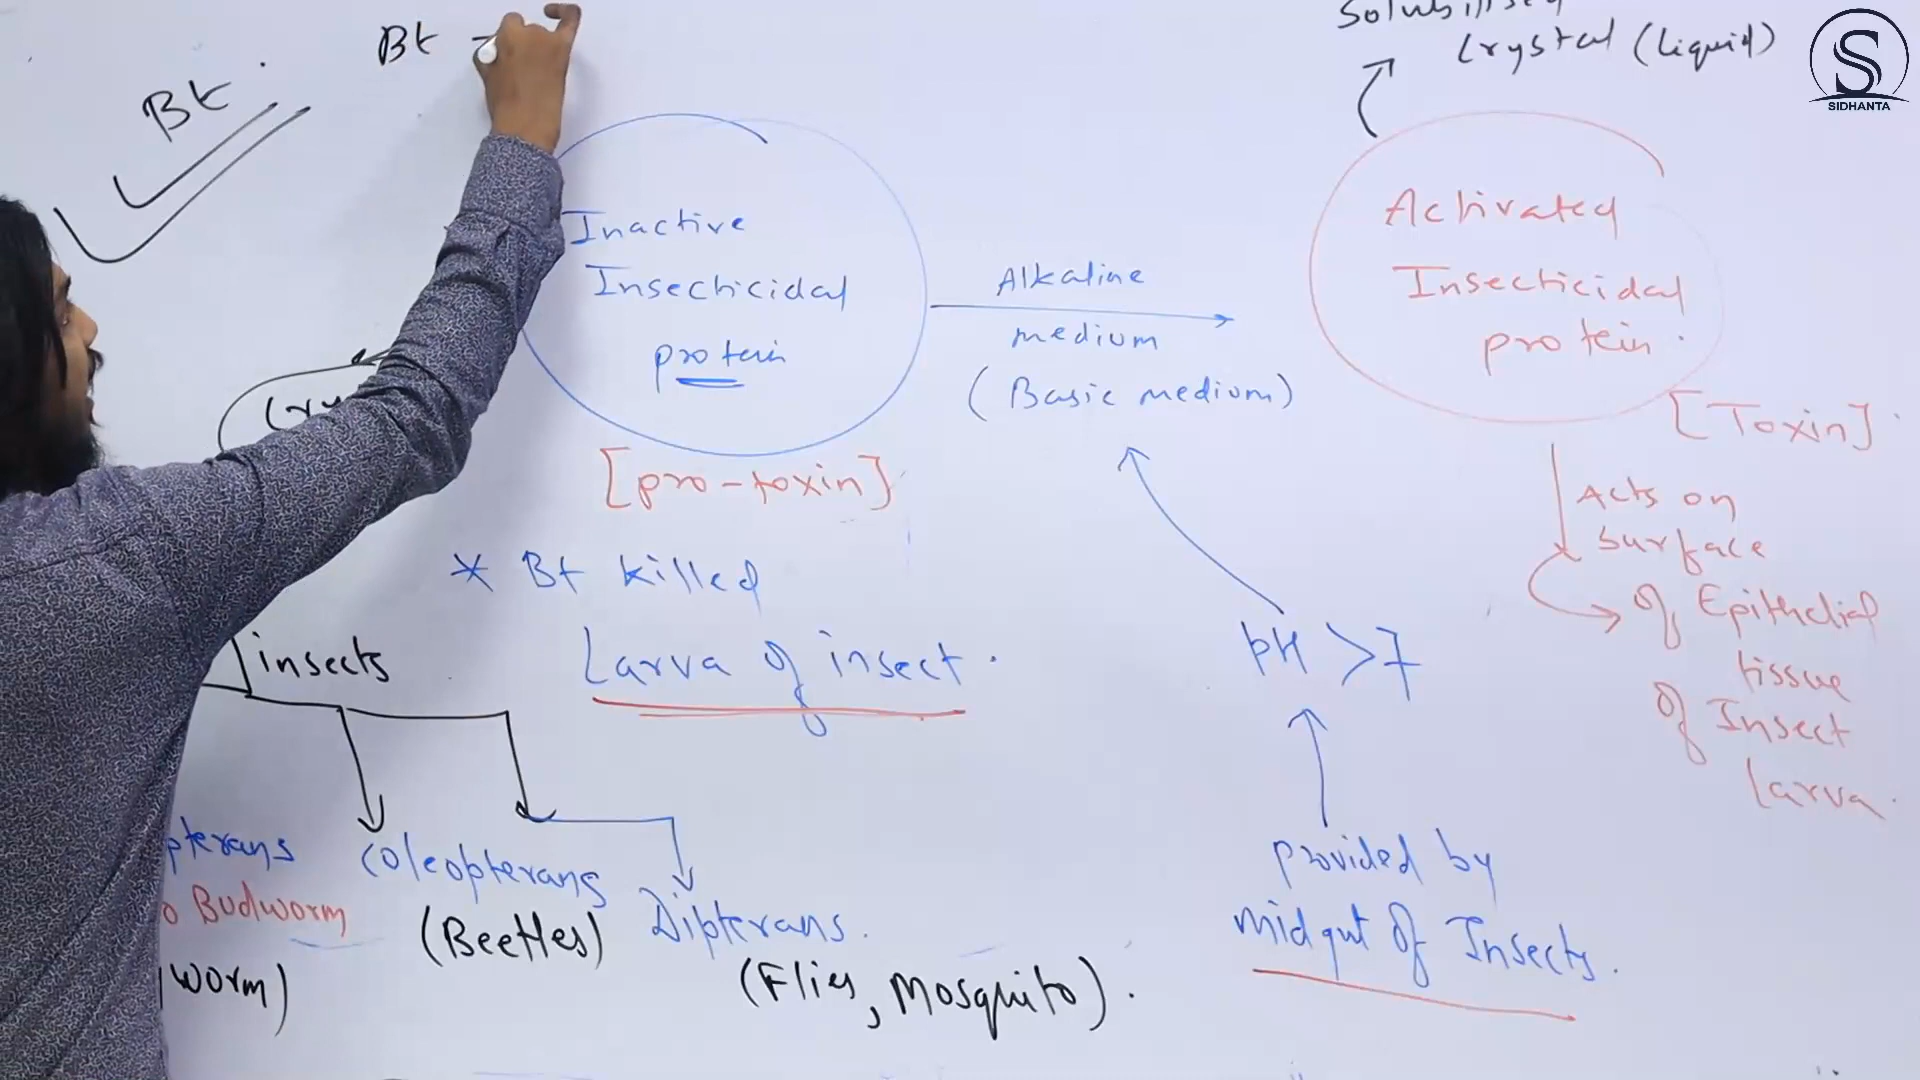 Bt
Bt
Solubilised
Crystal (liquid)
S
SIDHANTA
Inactive
Insecticidal
protein
[pro-toxin]
Alkaline
medium
(Basic medium)
Activated
Insecticidal
protein.
[Toxin].
Acts on
surface
of Epithelial
tissue
of Insect
larva.
* Bt killed
Larva of insect.
pH >7
provided by
midgut of Insects.
insects
pterans
Budworm
worm)
Coleopterans
(Beetles)
Dipterans.
(Flies, Mosquito).